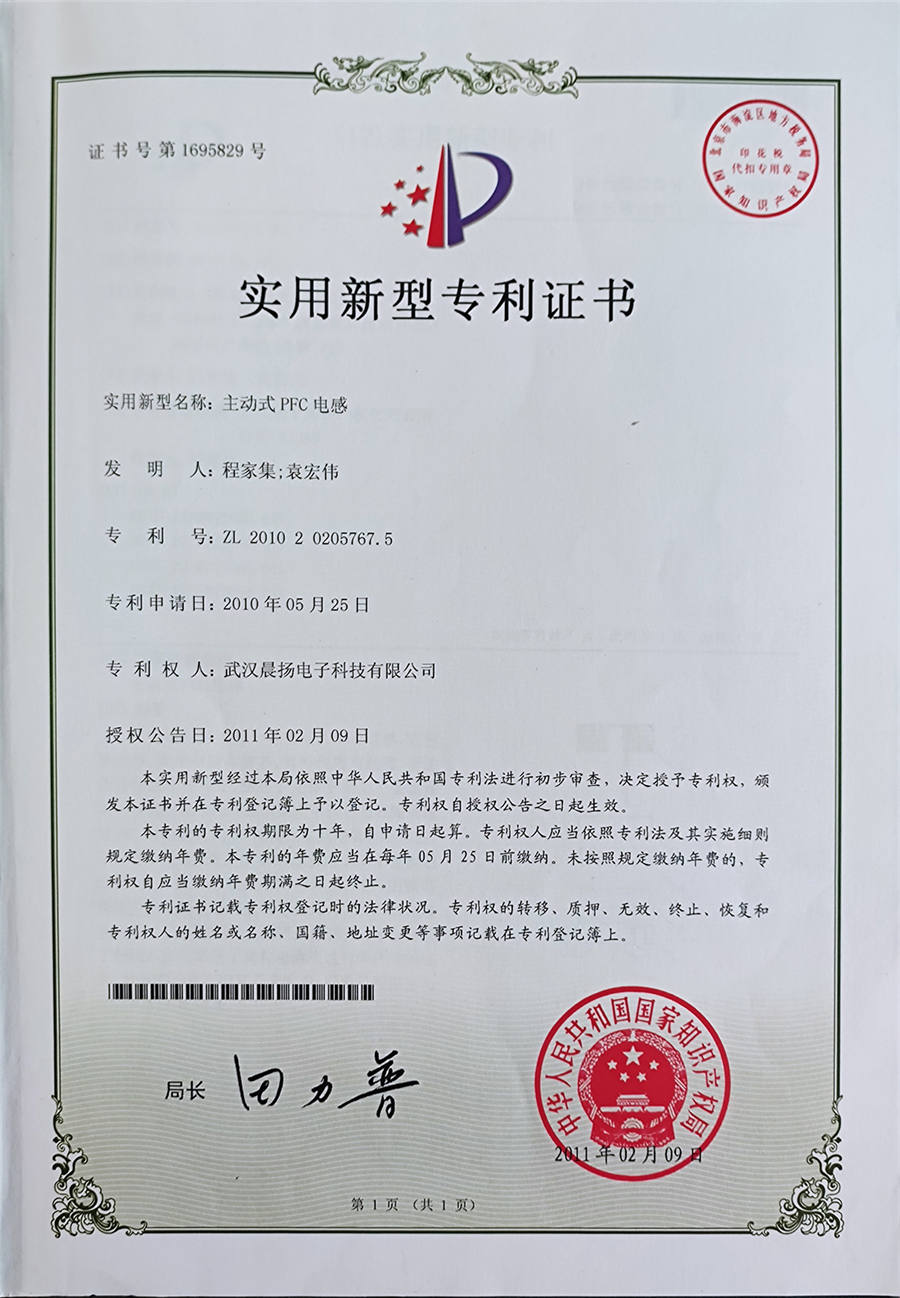 证书号第1695829号
北京市海淀区地方税务局
印花税
代扣专用章
国家知识产权局
实用新型专利证书
实用新型名称：主动式PFC电感
发明人：程家集;袁宏伟
专利号：ZL 2010 2 0205767.5
专利申请日：2010年05月25日
专利权人：武汉晨扬电子科技有限公司
授权公告日：2011年02月09日
本实用新型经过本局依照中华人民共和国专利法进行初步审查，决定授予专利权，颁
发本证书并在专利登记簿上予以登记。专利权自授权公告之日起生效。
本专利的专利权期限为十年，自申请日起算。专利权人应当依照专利法及其实施细则
规定缴纳年费。本专利的年费应当在每年05月25日前缴纳。未按照规定缴纳年费的、专
利权自应当缴纳年费期满之日起终止。
专利证书记载专利权登记时的法律状况。专利权的转移、质押、无效、终止、恢复和
专利权人的姓名或名称、国籍、地址变更等事项记载在专利登记簿上。
局长 田力普
中华人民共和国国家知识产权局
2011年02月09日
第1页（共1页）